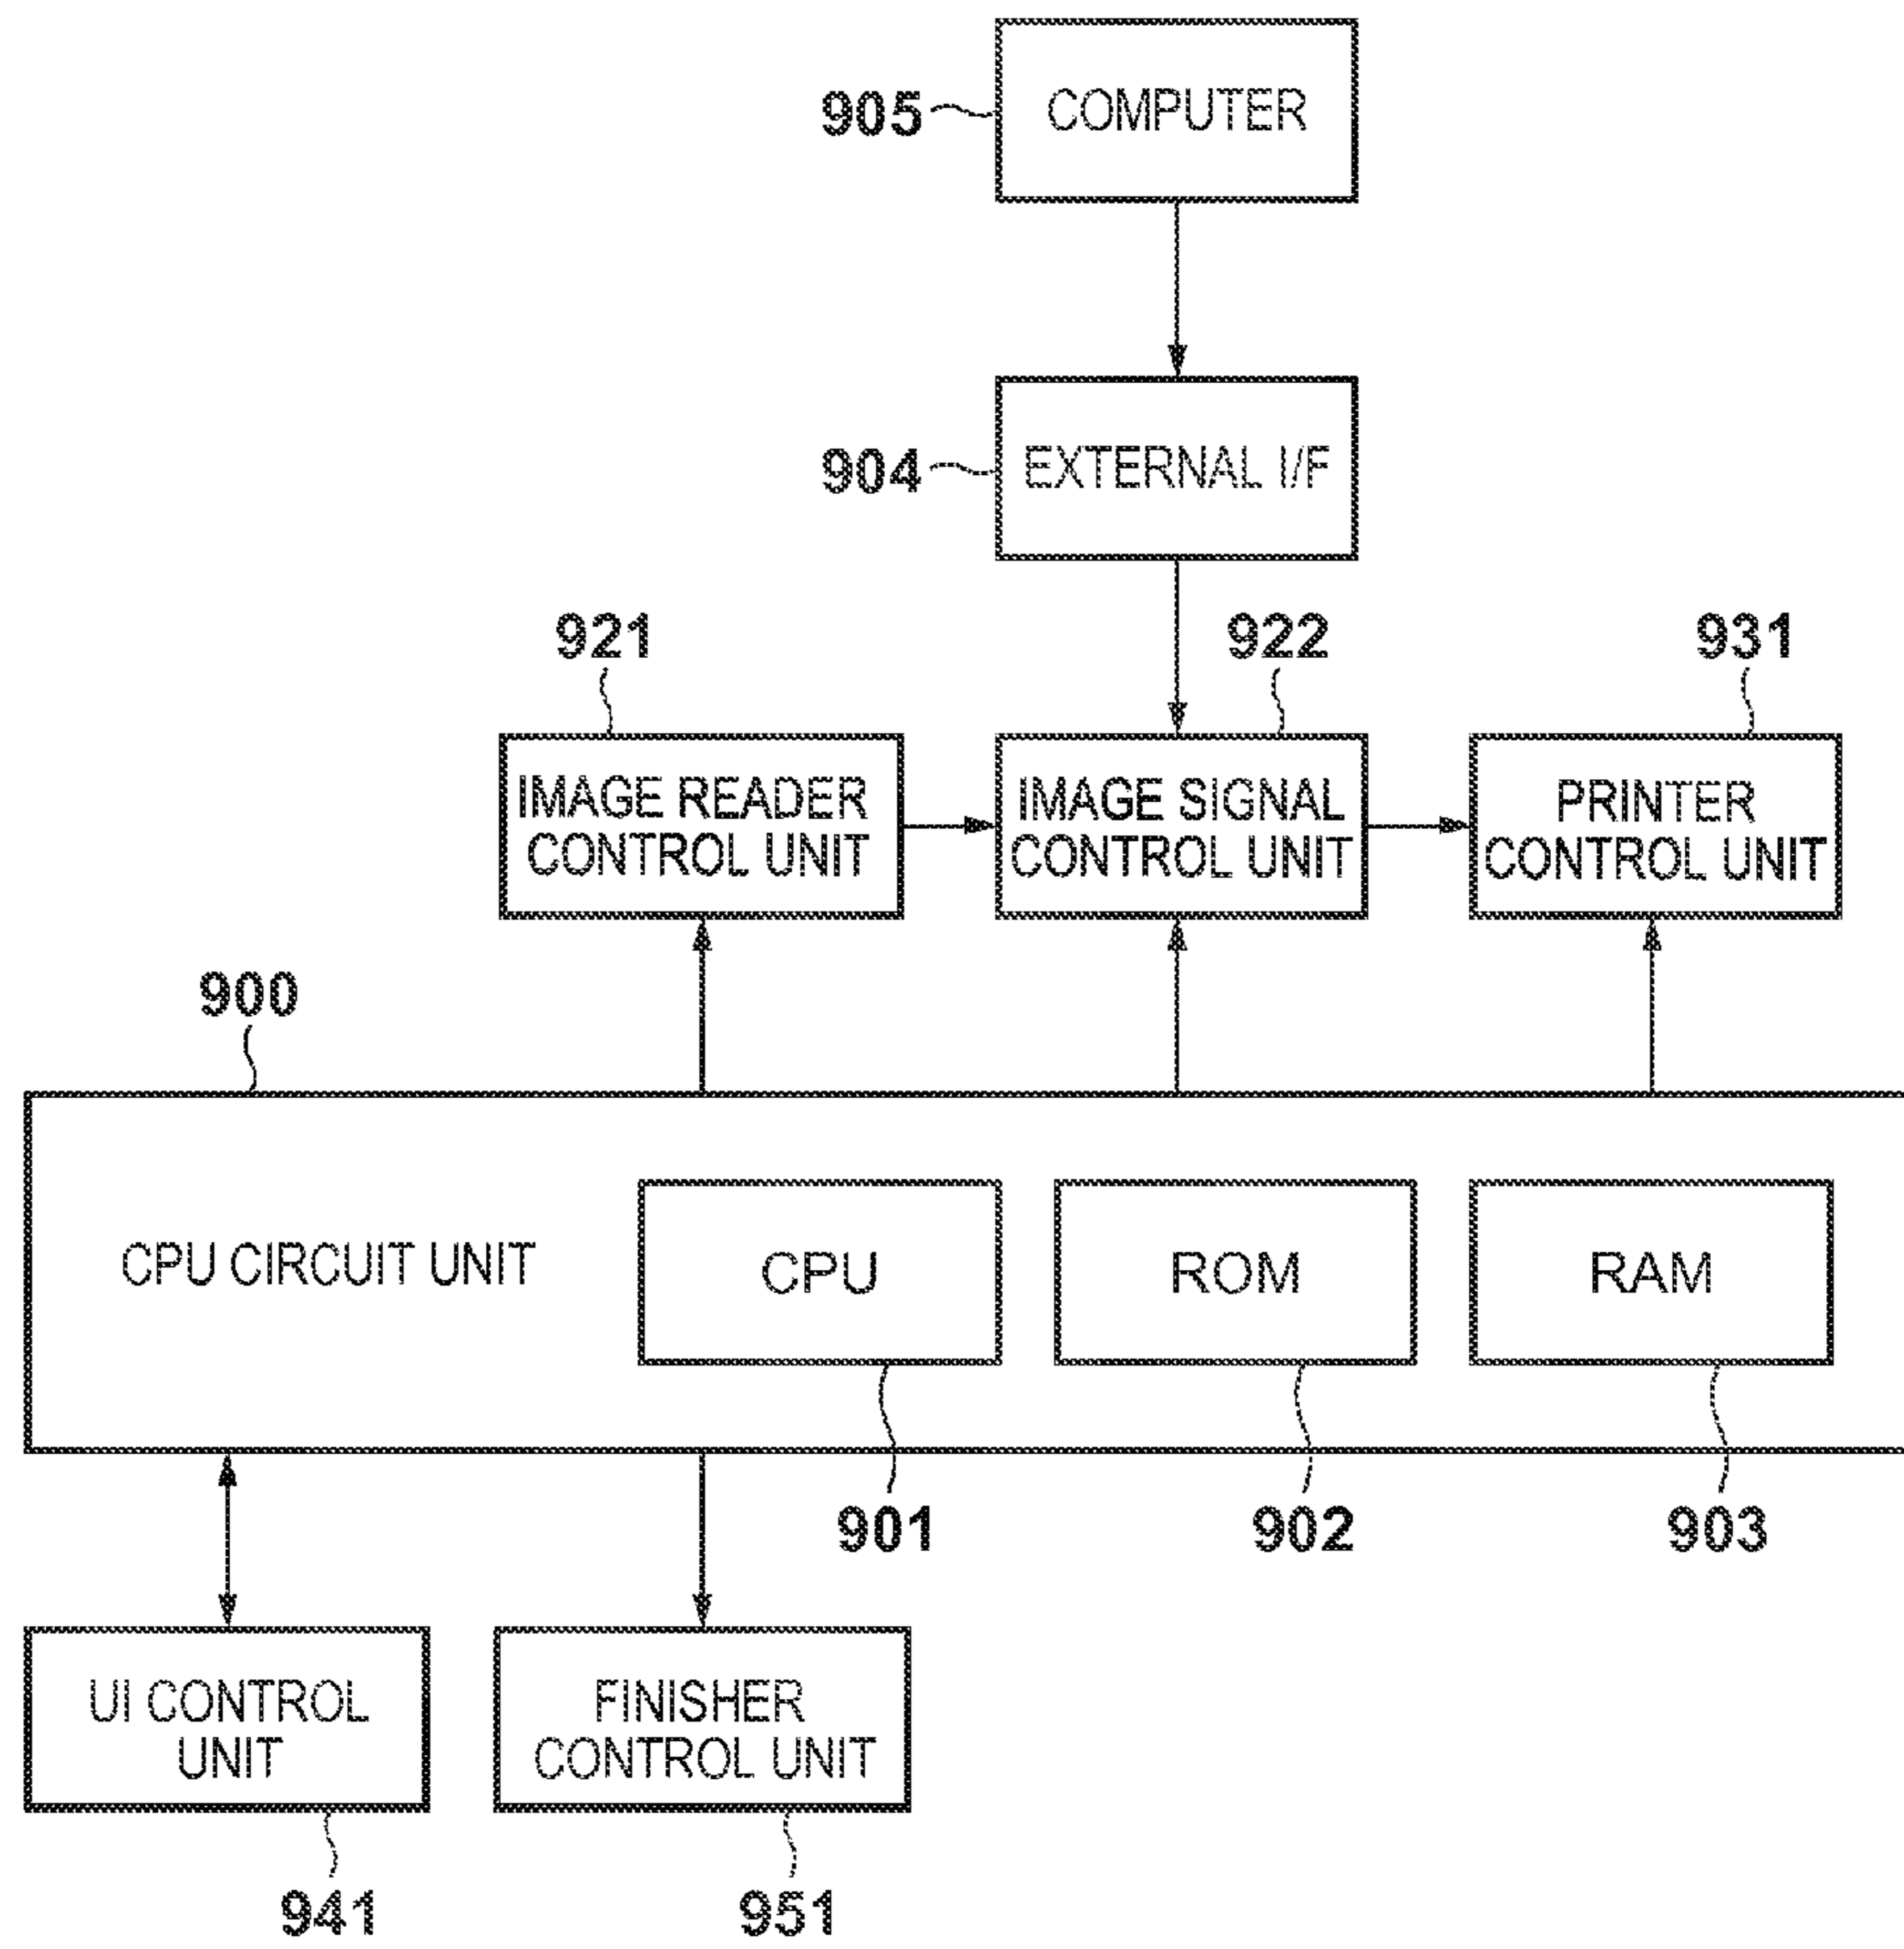 905
COMPUTER
904
EXTERNAL I/F
921
922
931
IMAGE READER
CONTROL UNIT
IMAGE SIGNAL
CONTROL UNIT
PRINTER
CONTROL UNIT
900
CPU CIRCUIT UNIT
CPU
ROM
RAM
901
902
903
UI CONTROL
UNIT
FINISHER
CONTROL UNIT
941
951